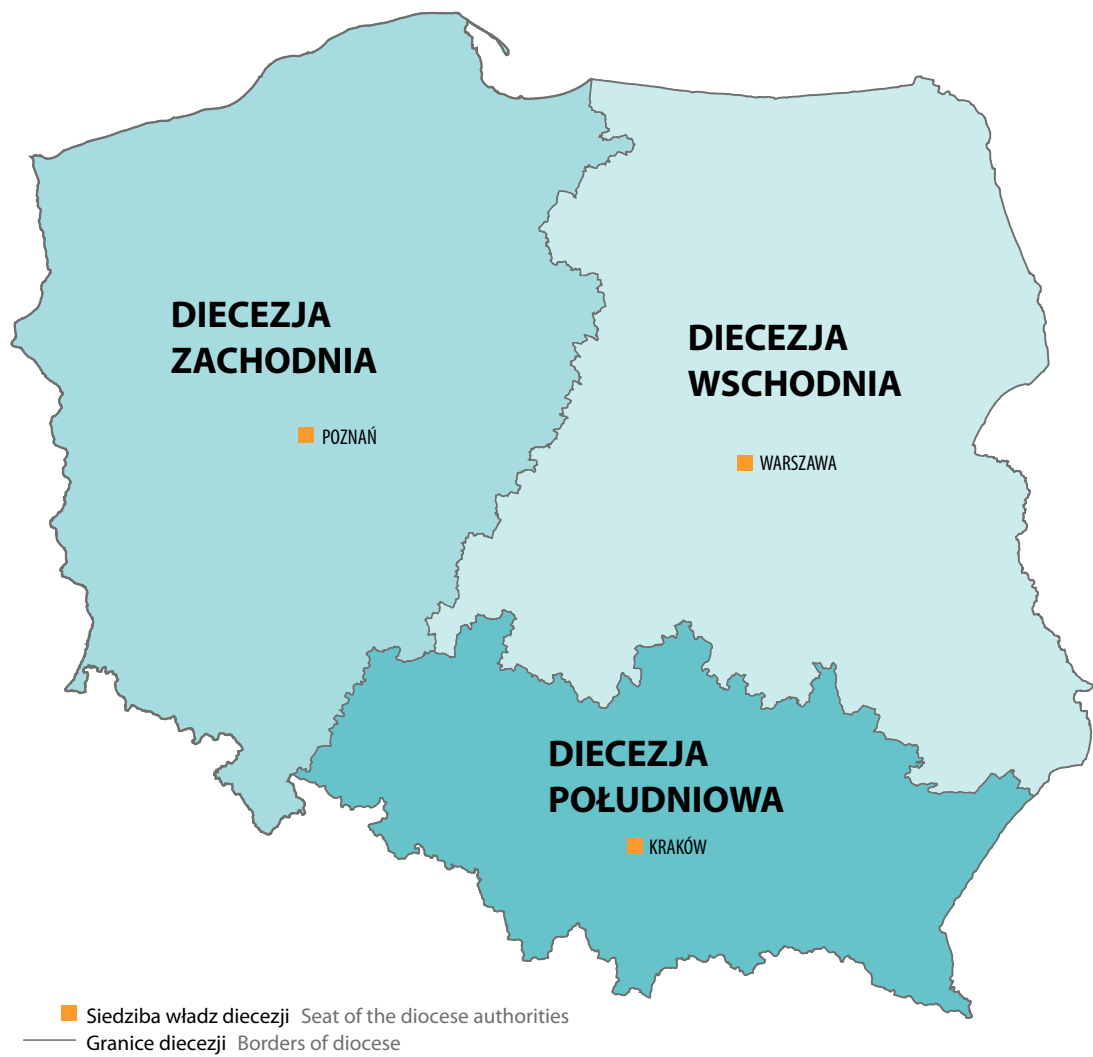 DIECEZJA
ZACHODNIA
POZNAŃ
DIECEZJA
WSCHODNIA
WARSZAWA
DIECEZJA
POŁUDNIOWA
KRAKÓW
Siedziba władz diecezji Seat of the diocese authorities
Granice diecezji Borders of diocese